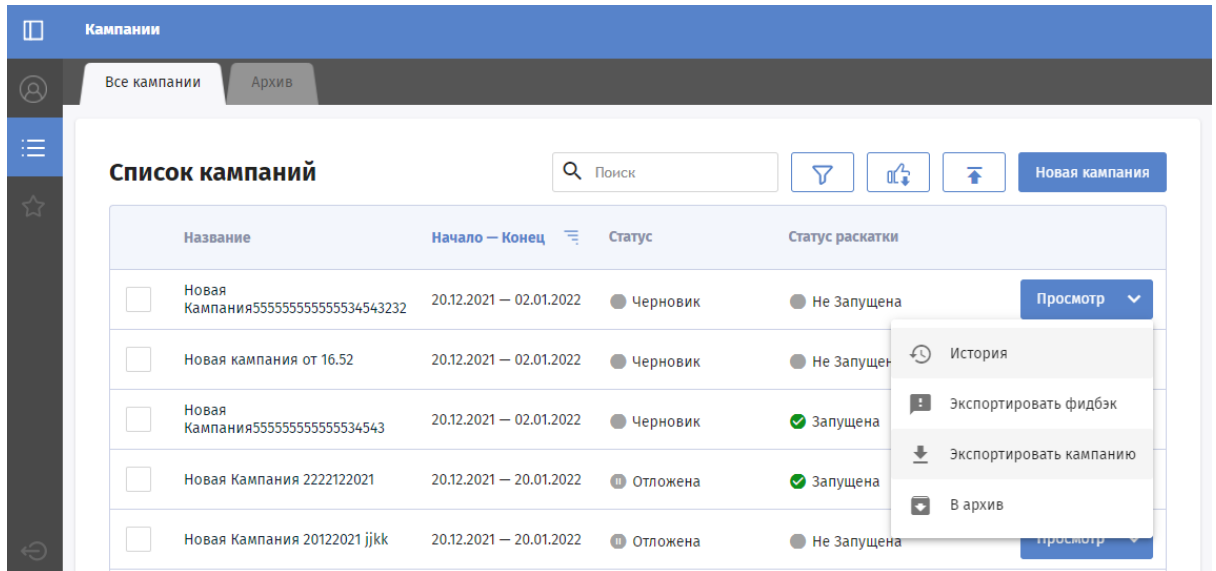 Кампании
Все кампании
Архив
Список кампаний
Поиск
Новая кампания
Название
Начало — Конец
Статус
Статус раскатки
Новая
Кампания555555555555534543232
20.12.2021 — 02.01.2022
Черновик
Не Запущена
Просмотр
Новая кампания от 16.52
20.12.2021 — 02.01.2022
Черновик
Не Запущен
История
Экспортировать фидбэк
Новая
Кампания5555555555555534543
20.12.2021 — 02.01.2022
Черновик
Запущена
Экспортировать кампанию
Новая Кампания 2222122021
20.12.2021 — 20.01.2022
Отложена
Запущена
В архив
Новая Кампания 20122021 jjkk
20.12.2021 — 20.01.2022
Отложена
Не Запущена
Просмотр